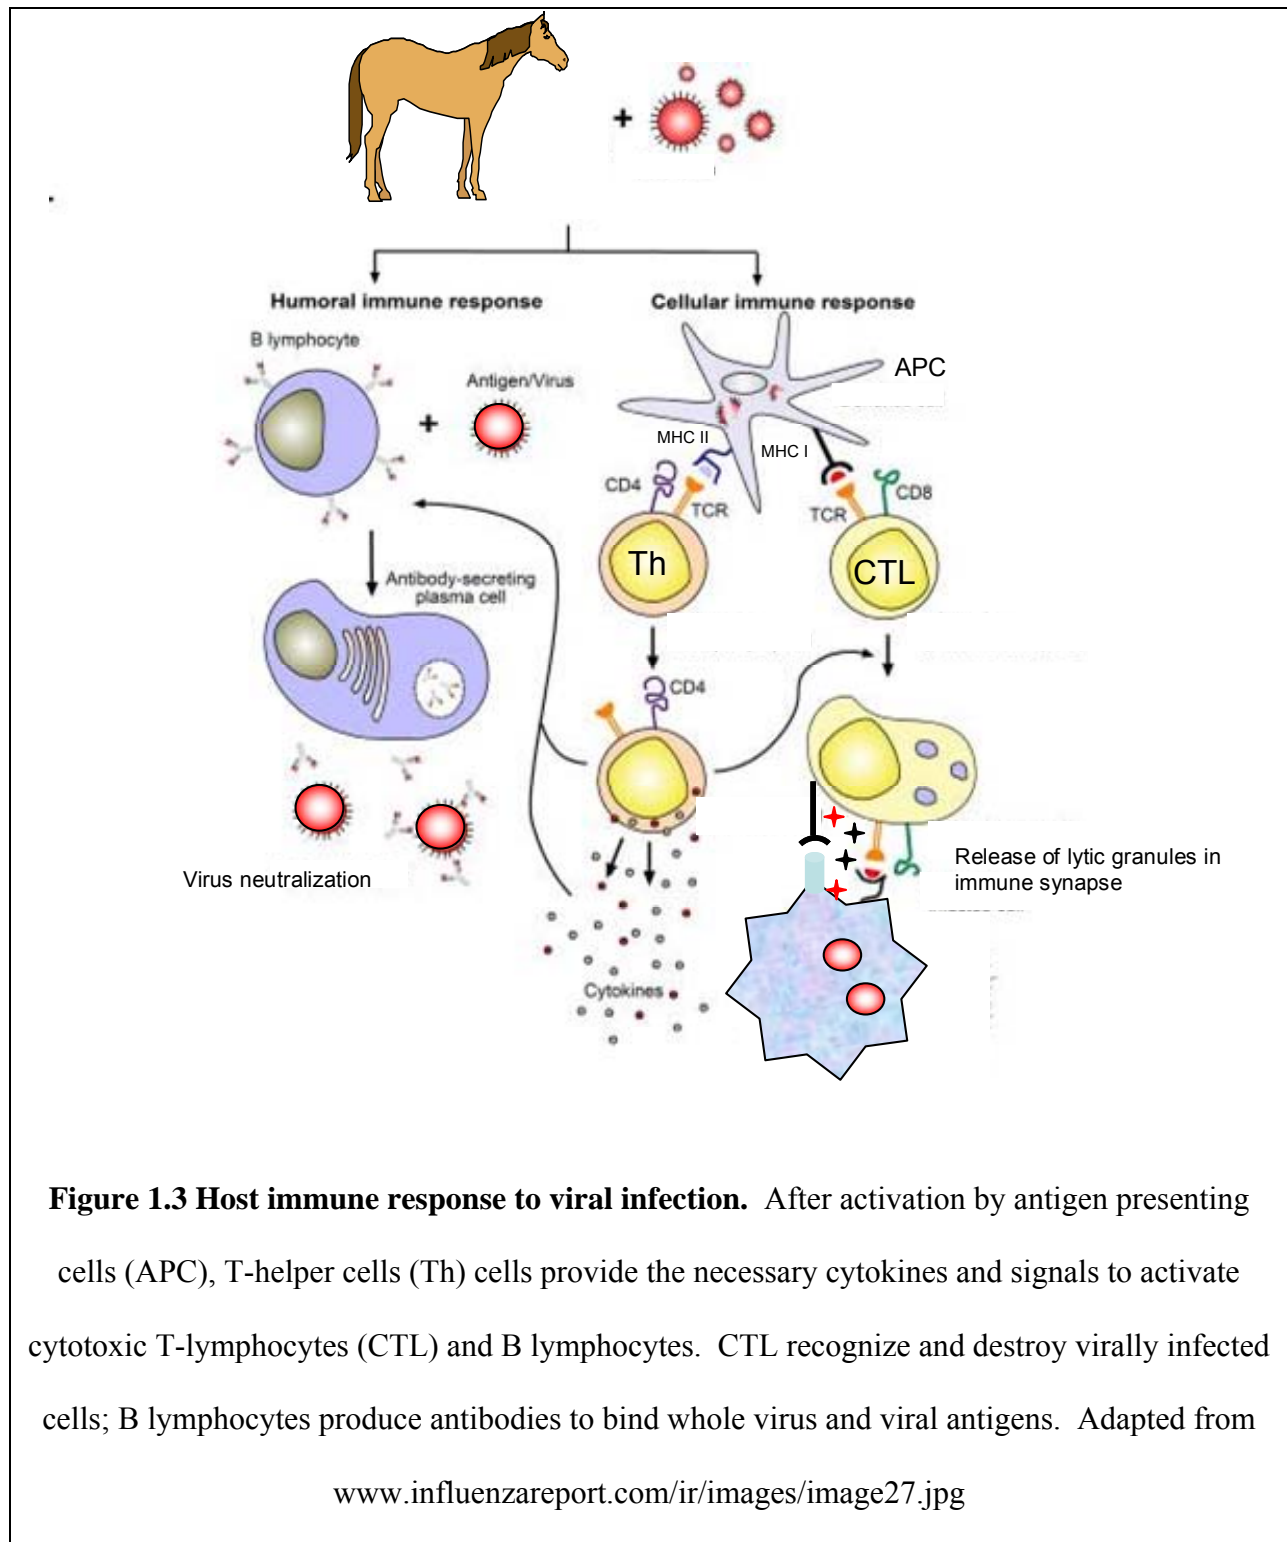 +
Humoral immune response
Cellular immune response
B lymphocyte
Antigen/Virus
+
APC
MHC II
MHC I
CD4
TCR
TCR
CD8
Th
CTL
Antibody-secreting
plasma cell
CD4
Virus neutralization
Release of lytic granules in
immune synapse
Cytokines
Figure 1.3 Host immune response to viral infection. After activation by antigen presenting
cells (APC), T-helper cells (Th) cells provide the necessary cytokines and signals to activate
cytotoxic T-lymphocytes (CTL) and B lymphocytes. CTL recognize and destroy virally infected
cells; B lymphocytes produce antibodies to bind whole virus and viral antigens. Adapted from
www.influenzareport.com/ir/images/image27.jpg